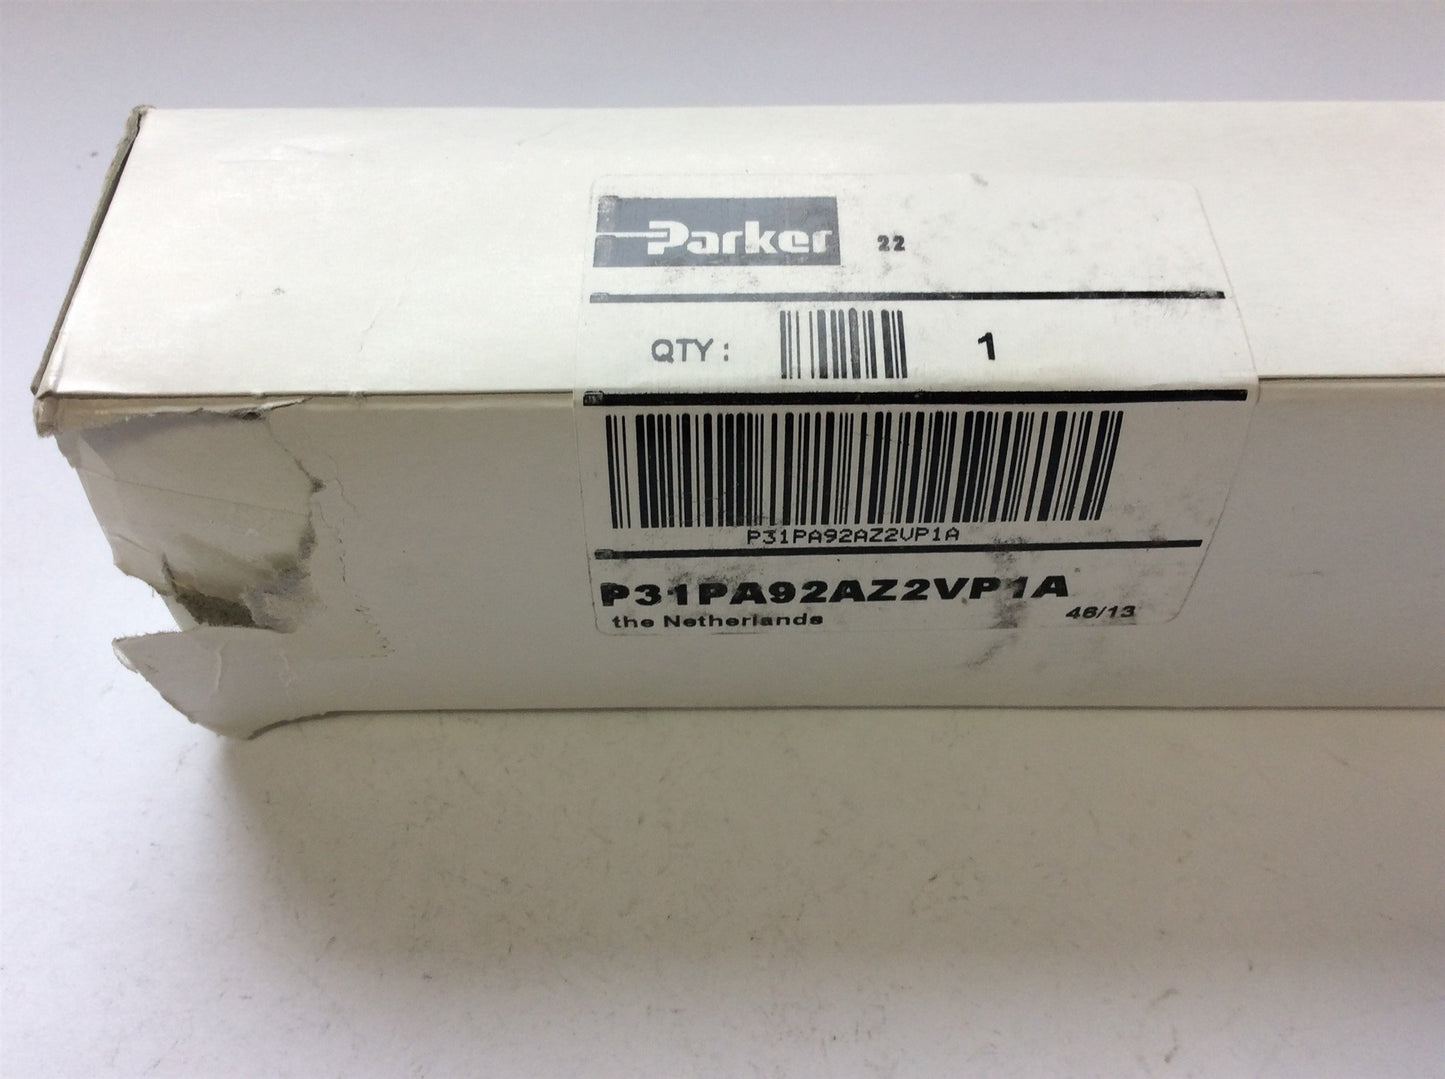 Parker 22
QTY : 1
P31PA92AZ2VP1A
P31PA92AZ2VP1A
the Netherlands 46/13